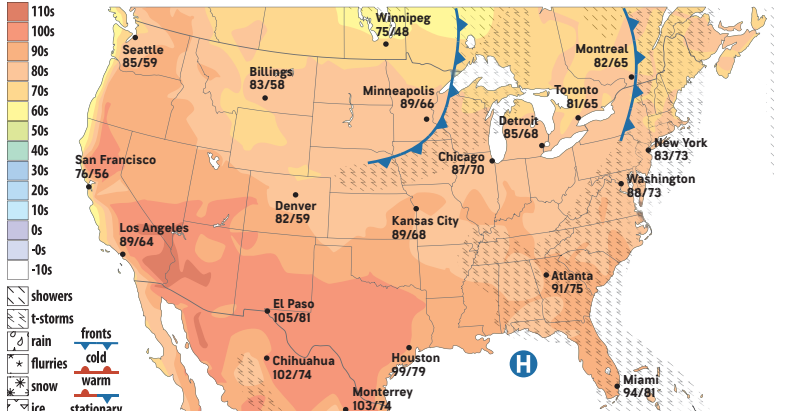 110s
100s
90s
80s
70s
60s
50s
40s
30s
20s
10s
0s
-0s
-10s
showers
t-storms
rain
flurries
snow
ice
fronts
cold
warm
stationary
Winnipeg
75/48
Seattle
85/59
Billings
83/58
Minneapolis
89/66
Montreal
82/65
Toronto
81/65
Detroit
85/68
New York
83/73
Chicago
87/70
San Francisco
76/56
Washington
88/73
Denver
82/59
Kansas City
89/68
Los Angeles
89/64
Atlanta
91/75
El Paso
105/81
Chihuahua
102/74
Houston
99/79
H
Miami
94/81
Monterrey
103/74